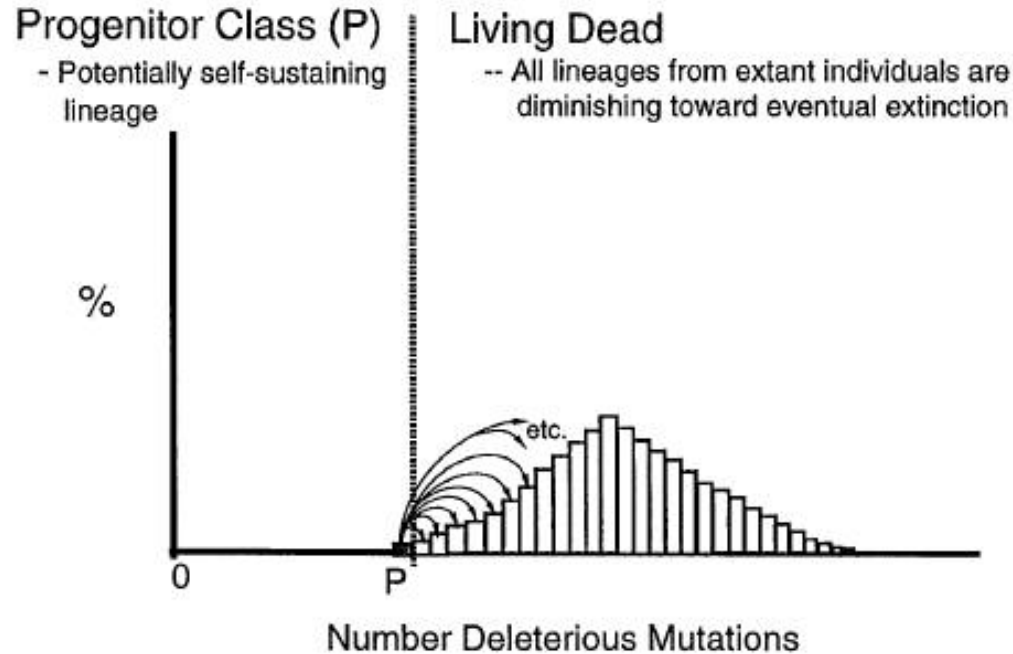 Progenitor Class (P)
- Potentially self-sustaining
lineage
Living Dead
-- All lineages from extant individuals are
diminishing toward eventual extinction
%
etc.
0
P
Number Deleterious Mutations